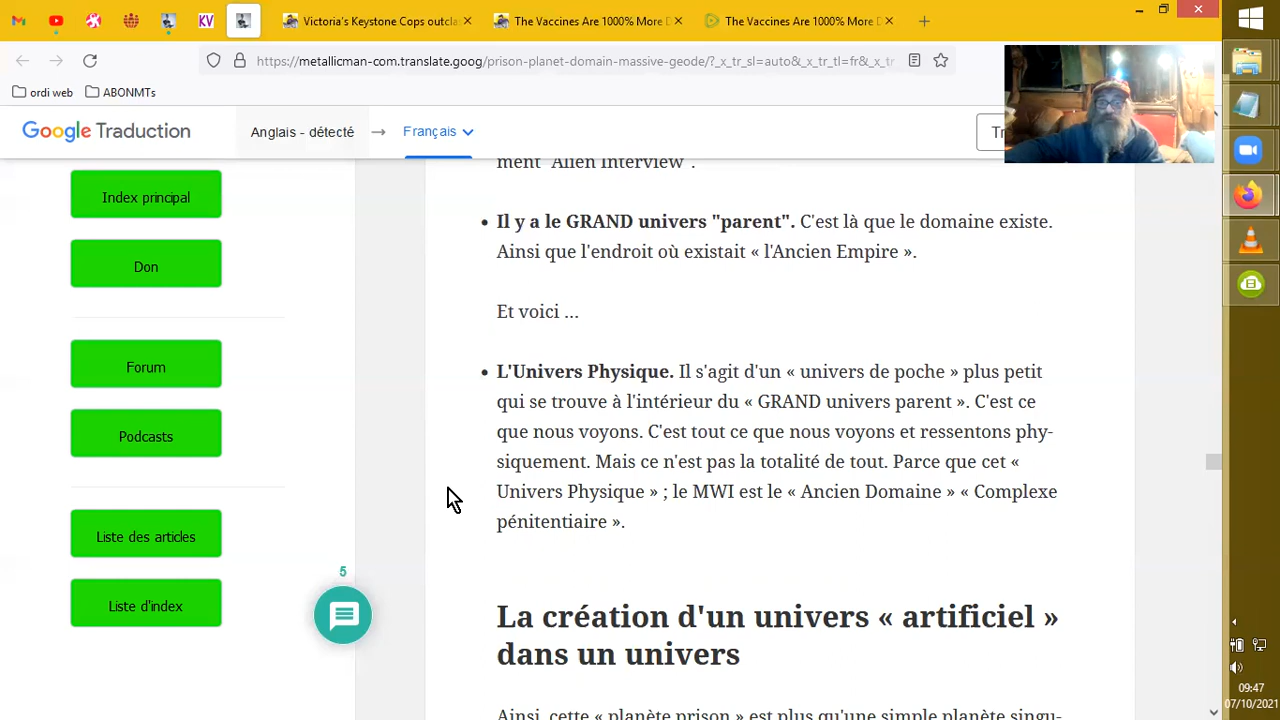 Victoria's Keystone Cops outcla
The Vaccines Are 1000% More D
The Vaccines Are 1000% More D
KV
https://metallicman-com.translate.goog/prison-planet-domain-massive-geode/?_x_tr_sl=auto&_x_tr_tl=fr&_x_tr
ordi web
ABONMTs
Google Traduction
Anglais - détecté → Français
Tr
Index principal
Don
Forum
Podcasts
Liste des articles
Liste d'index
5
ment "Alien Interview".
• Il y a le GRAND univers "parent". C'est là que le domaine existe.
Ainsi que l'endroit où existait « l'Ancien Empire ».
Et voici ...
• L'Univers Physique. Il s'agit d'un « univers de poche » plus petit
qui se trouve à l'intérieur du « GRAND univers parent ». C'est ce
que nous voyons. C'est tout ce que nous voyons et ressentons phy-
siquement. Mais ce n'est pas la totalité de tout. Parce que cet «
Univers Physique » ; le MWI est le « Ancien Domaine » « Complexe
pénitentiaire ».
La création d'un univers « artificiel »
dans un univers
Ainsi, cette « planète prison » est plus qu'une simple planète singu-
09:47
07/10/2021